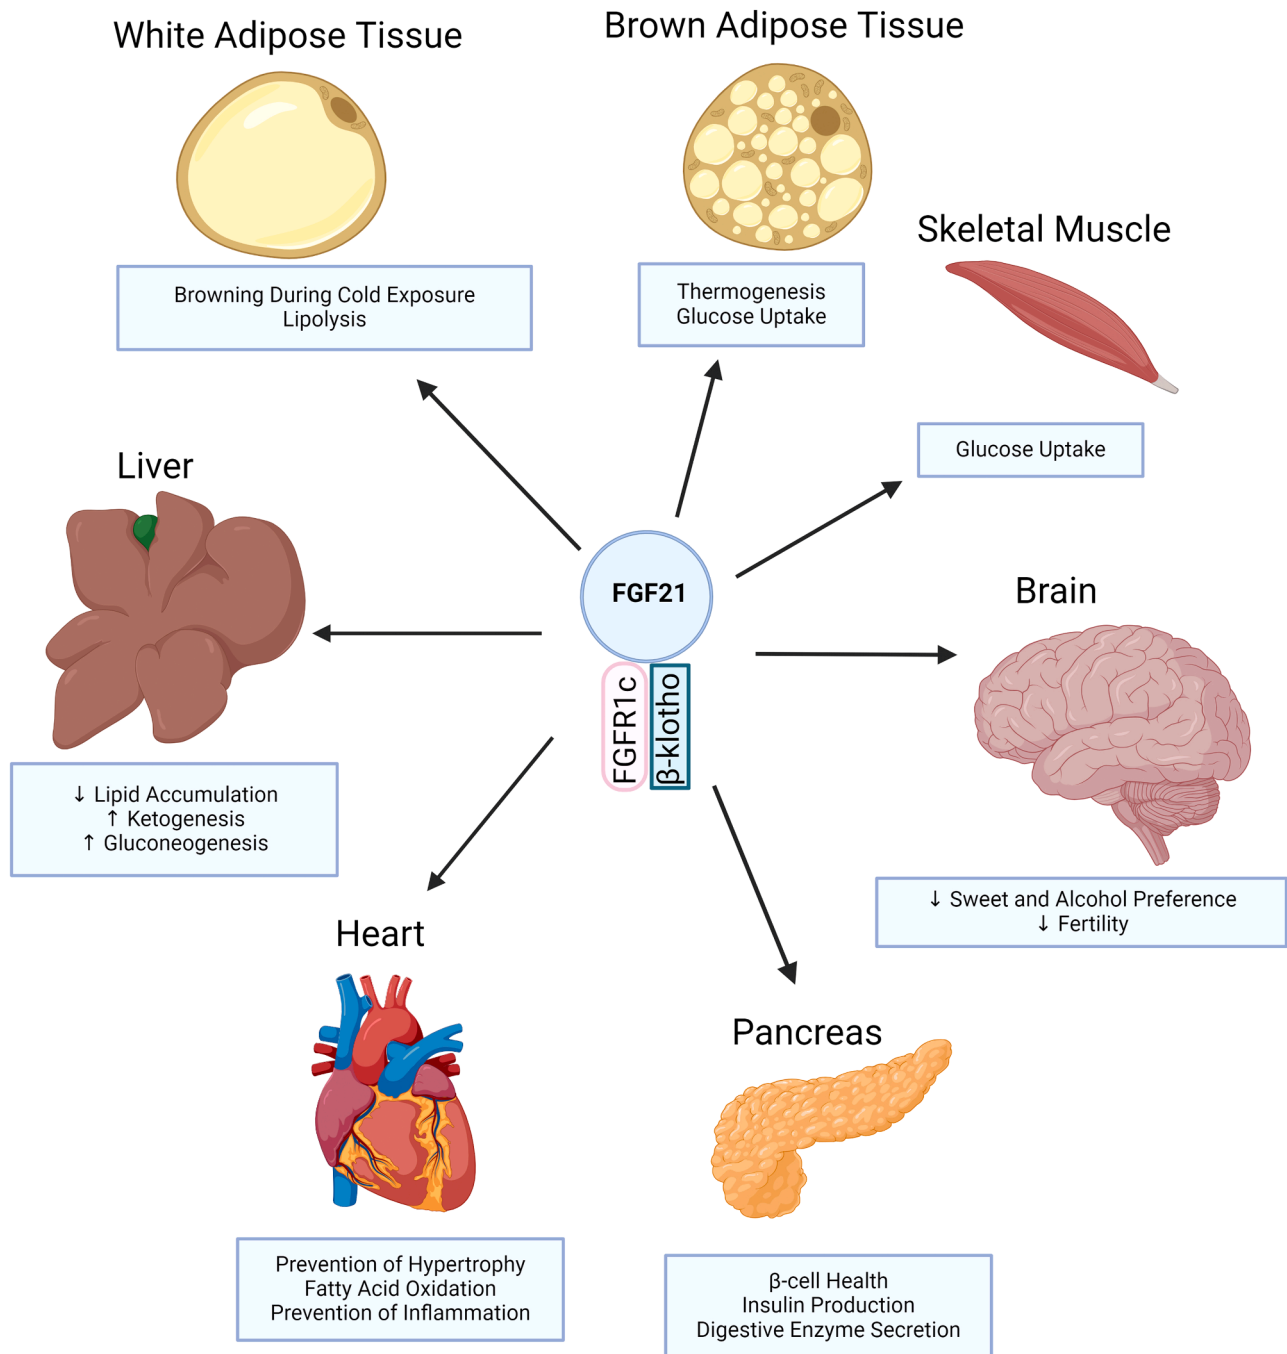 White Adipose Tissue
Brown Adipose Tissue
Browning During Cold Exposure
Lipolysis
Thermogenesis
Glucose Uptake
Skeletal Muscle
Glucose Uptake
Liver
↓ Lipid Accumulation
↑ Ketogenesis
↑ Gluconeogenesis
FGF21
FGFR1c
β-klotho
Brain
↓ Sweet and Alcohol Preference
↓ Fertility
Heart
Prevention of Hypertrophy
Fatty Acid Oxidation
Prevention of Inflammation
Pancreas
β-cell Health
Insulin Production
Digestive Enzyme Secretion